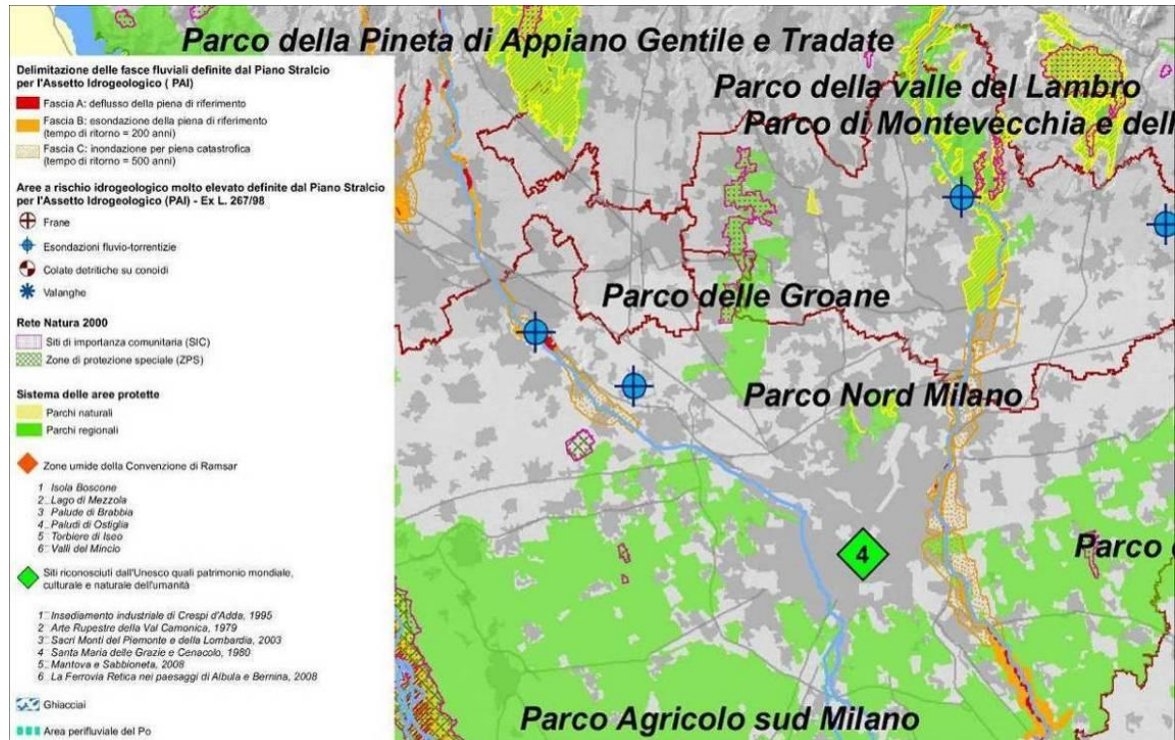 Parco della Pineta di Appiano Gentile e Tradate
Parco della valle del Lambro
Parco di Montevecchia e dell
Parco delle Groane
Parco Nord Milano
4
Parco
Parco Agricolo sud Milano
Delimitazione delle fasce fluviali definite dal Piano Stralcio
per l'Assetto Idrogeologico ( PAI)
Fascia A: deflusso della piena di riferimento
Fascia B: esondazione della piena di riferimento
(tempo di ritorno = 200 anni)
Fascia C: inondazione per piena catastrofica
(tempo di ritorno = 500 anni)
Aree a rischio idrogeologico molto elevato definite dal Piano Stralcio
per l'Assetto Idrogeologico (PAI) - Ex L. 267/98
Frane
Esondazioni fluvio-torrentizie
Colate detritiche su conoidi
Valanghe
Rete Natura 2000
Siti di importanza comunitaria (SIC)
Zone di protezione speciale (ZPS)
Sistema delle aree protette
Parchi naturali
Parchi regionali
Zone umide della Convenzione di Ramsar
1 Isola Boscone
2 Lago di Mezzola
3 Palude di Brabbia
4 Paludi di Ostiglia
5 Torbiere di Iseo
6 Valli del Mincio
Siti riconosciuti dall'Unesco quali patrimonio mondiale,
culturale e naturale dell'umanità
1 Insediamento industriale di Crespi d'Adda, 1995
2 Arte Rupestre della Val Camonica, 1979
3 Sacri Monti del Piemonte e della Lombardia, 2003
4 Santa Maria delle Grazie e Cenacolo, 1980
5 Mantova e Sabbioneta, 2008
6 La Ferrovia Retica nei paesaggi di Albula e Bernina, 2008
Ghiacciai
Area perifluviale del Po